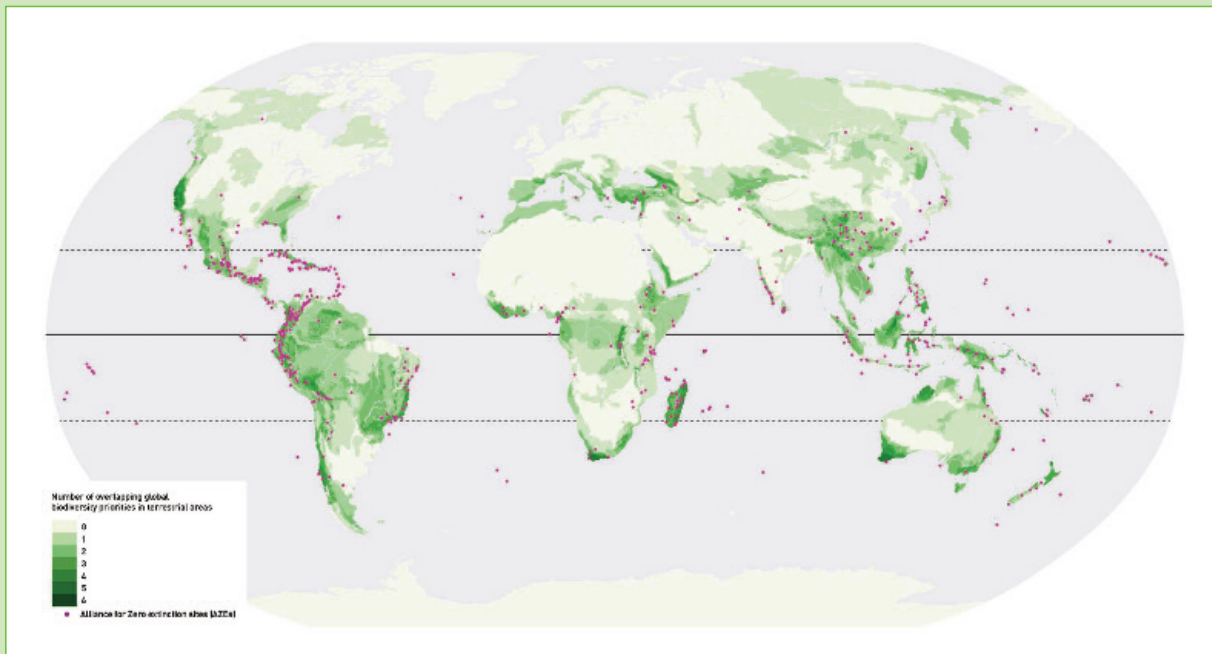 Number of overlapping global
biodiversity priorities in terrestrial areas
0
1
2
3
4
5
6
Alliance for Zero extinction sites (AZEs)